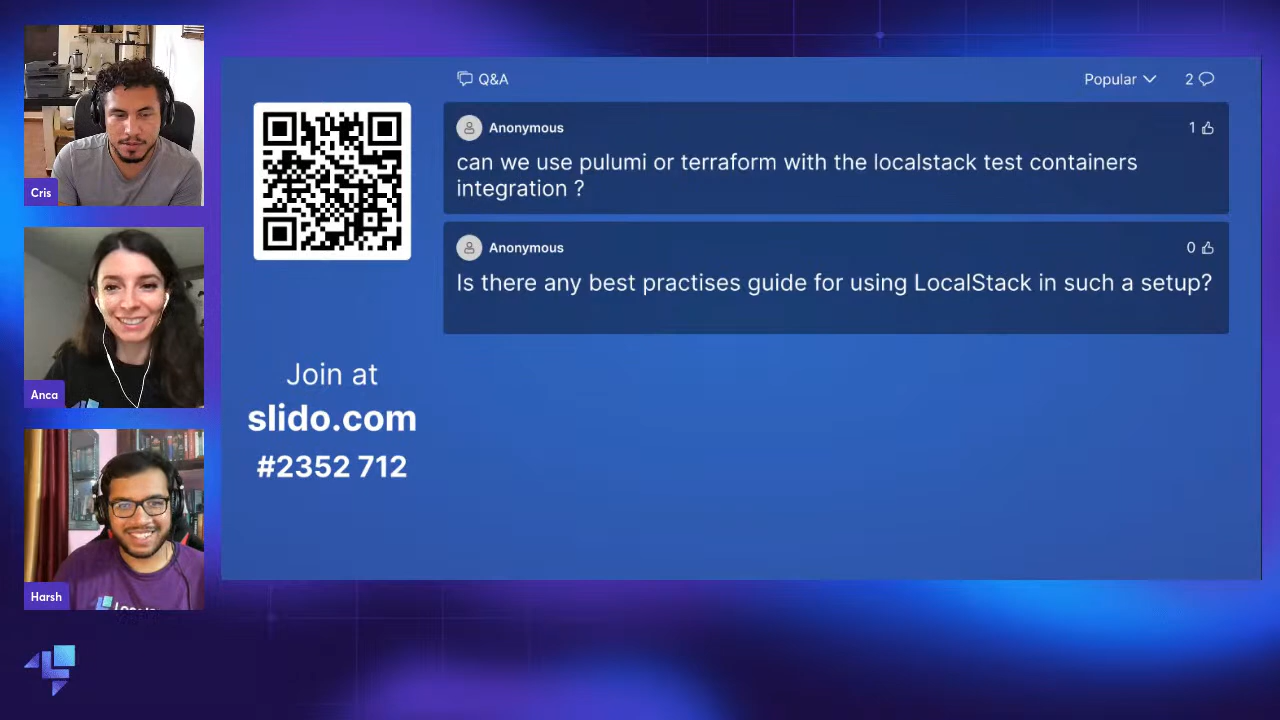 Cris
Anca
Harsh
Q&A
Popular
2
Anonymous
1
can we use pulumi or terraform with the localstack test containers
integration ?
Anonymous
0
Is there any best practises guide for using LocalStack in such a setup?
Join at
slido.com
#2352 712